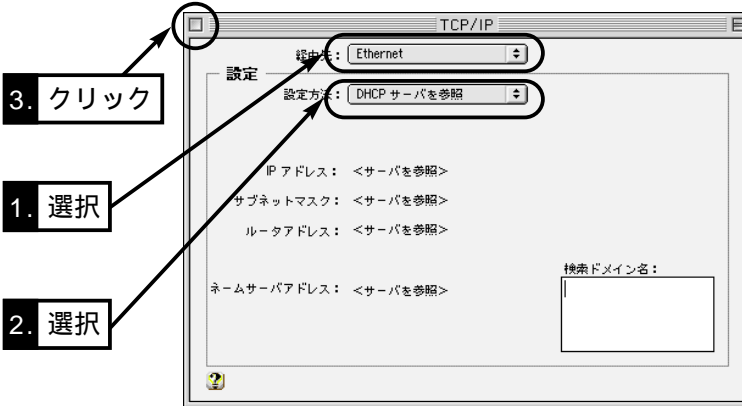 TCP/IP
経由先： Ethernet
設定
設定方法： DHCP サーバを参照
3. クリック
IP アドレス： <サーバを参照>
1. 選択
サブネットマスク： <サーバを参照>
ルータアドレス： <サーバを参照>
検索ドメイン名：
ネームサーバアドレス： <サーバを参照>
2. 選択
?